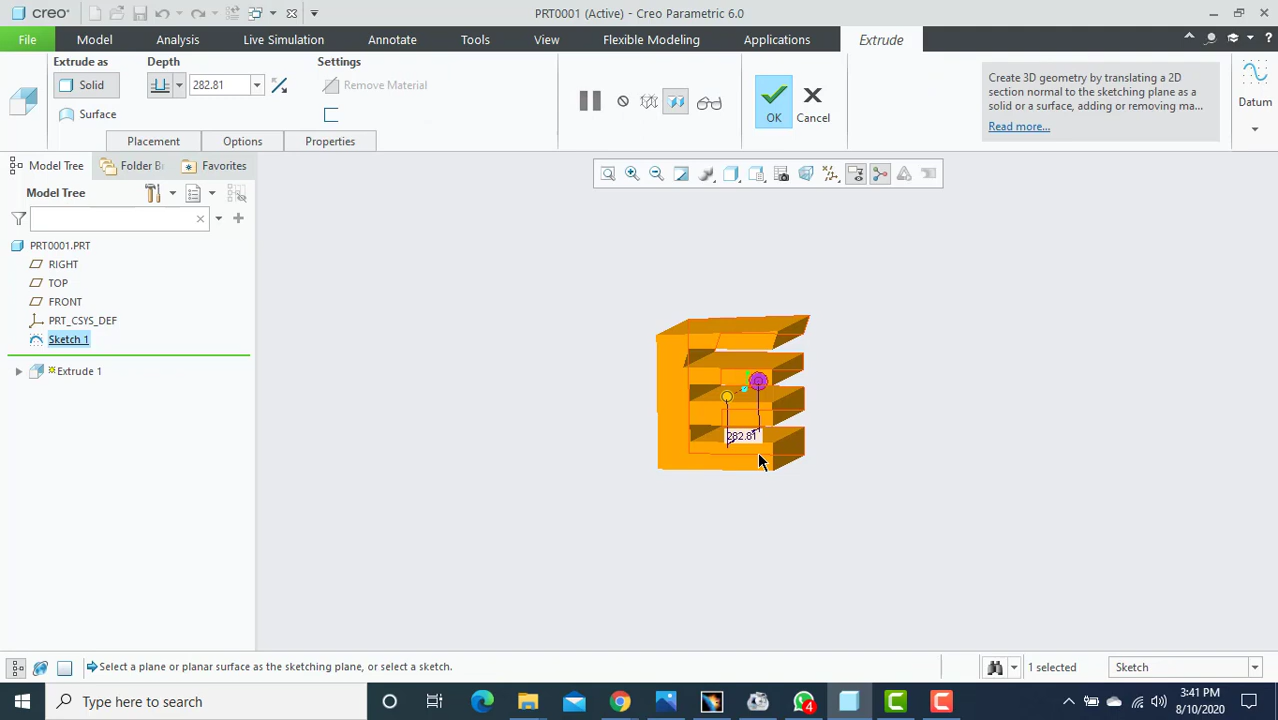 creo
PRT0001 (Active) - Creo Parametric 6.0
File Model Analysis Live Simulation Annotate Tools View Flexible Modeling Applications Extrude
Extrude as Depth Settings
Solid 282.81 Remove Material
Surface
OK Cancel
Create 3D geometry by translating a 2D
section normal to the sketching plane as a
solid or a surface, adding or removing ma...
Read more...
Datum
Placement Options Properties
Model Tree Folder B Favorites
Model Tree
PRT0001.PRT
RIGHT
TOP
FRONT
PRT_CSYS_DEF
Sketch 1
Extrude 1
282.81
Select a plane or planar surface as the sketching plane, or select a sketch.
1 selected Sketch
Type here to search
4
3:41 PM
8/10/2020